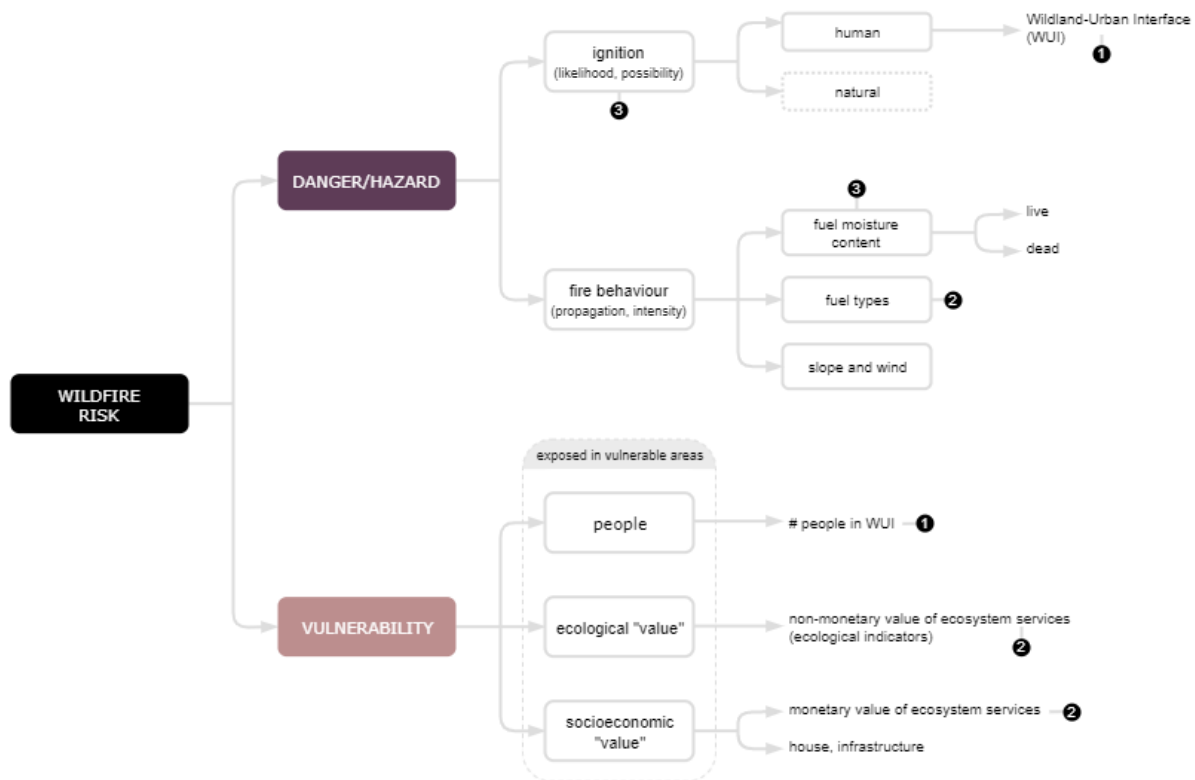 ignition
(likelihood, possibility)
3
human
Wildland-Urban Interface
(WUI)
1
natural
DANGER/HAZARD
3
fuel moisture
content
live
dead
fire behaviour
(propagation, intensity)
fuel types
2
slope and wind
WILDFIRE
RISK
exposed in vulnerable areas
people
# people in WUI
1
VULNERABILITY
ecological "value"
non-monetary value of ecosystem services
(ecological indicators)
2
socioeconomic
"value"
monetary value of ecosystem services
2
house, infrastructure